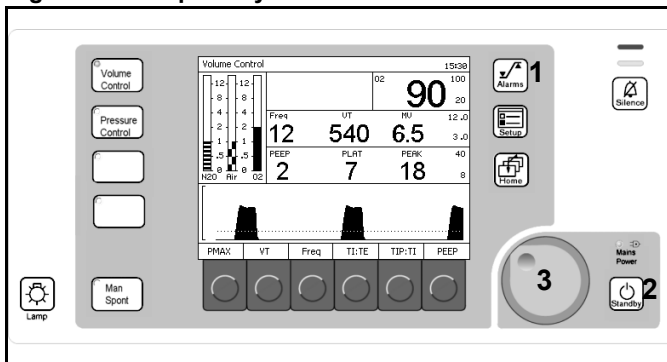 Volume
Control
Pressure
Control
Man
Spont
Lamp
Volume Control 15:30
12 12
8 8
4 4
2 2
1 1
.5 .5
0 0
N2O Air O2
O2 90 100
20
Freq VT MV 12.0
12 540 6.5 3.0
PEEP PLAT PEAK 40
2 7 18 8
PMAX VT Freq TI:TE TIP:TI PEEP
Alarms 1
Setup
Home
Silence
3
Mains
Power
Standby 2